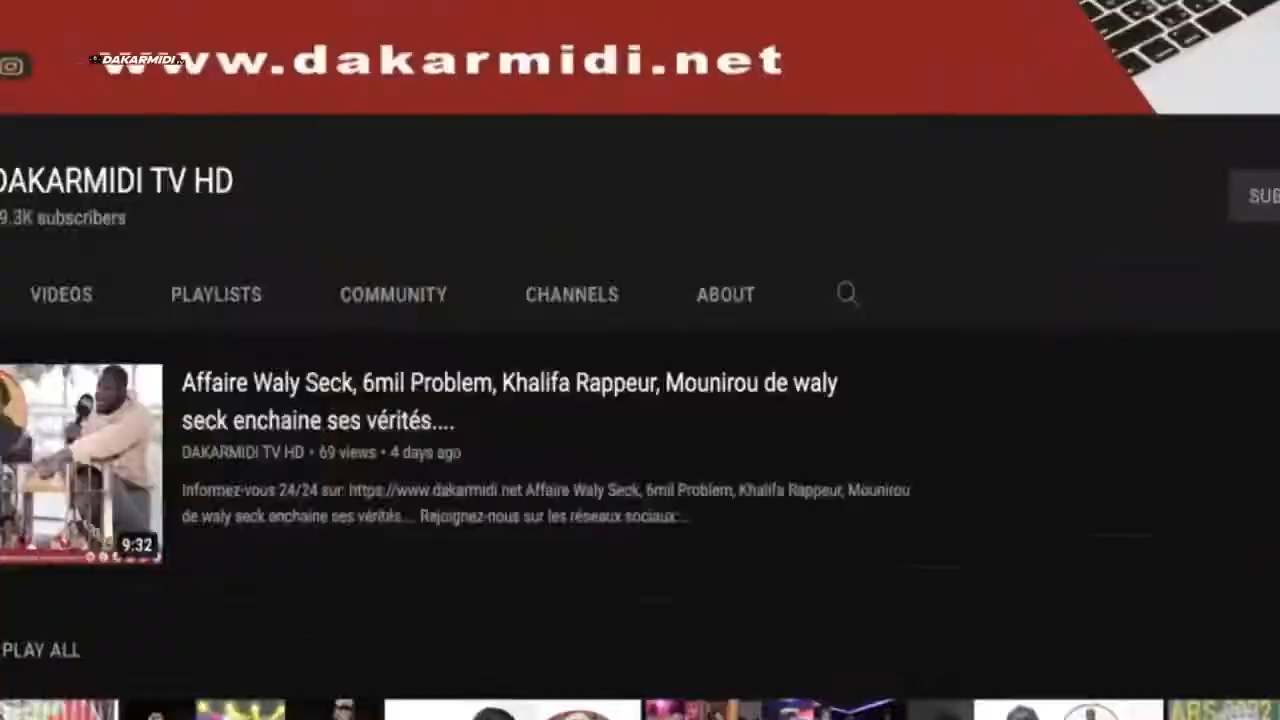 www.dakarmidi.net
DAKARMIDI
DAKARMIDI TV HD
9.3K subscribers
SUB
VIDEOS PLAYLISTS COMMUNITY CHANNELS ABOUT
Affaire Waly Seck, 6mil Problem, Khalifa Rappeur, Mounirou de waly
seck enchaine ses vérités....
DAKARMIDI TV HD • 69 views • 4 days ago
Informez-vous 24/24 sur: https://www.dakarmidi.net Affaire Waly Seck, 6mil Problem, Khalifa Rappeur, Mounirou
de waly seck enchaine ses vérités.... Rejoignez-nous sur les réseaux sociaux:...
9:32
PLAY ALL
ARS 2022